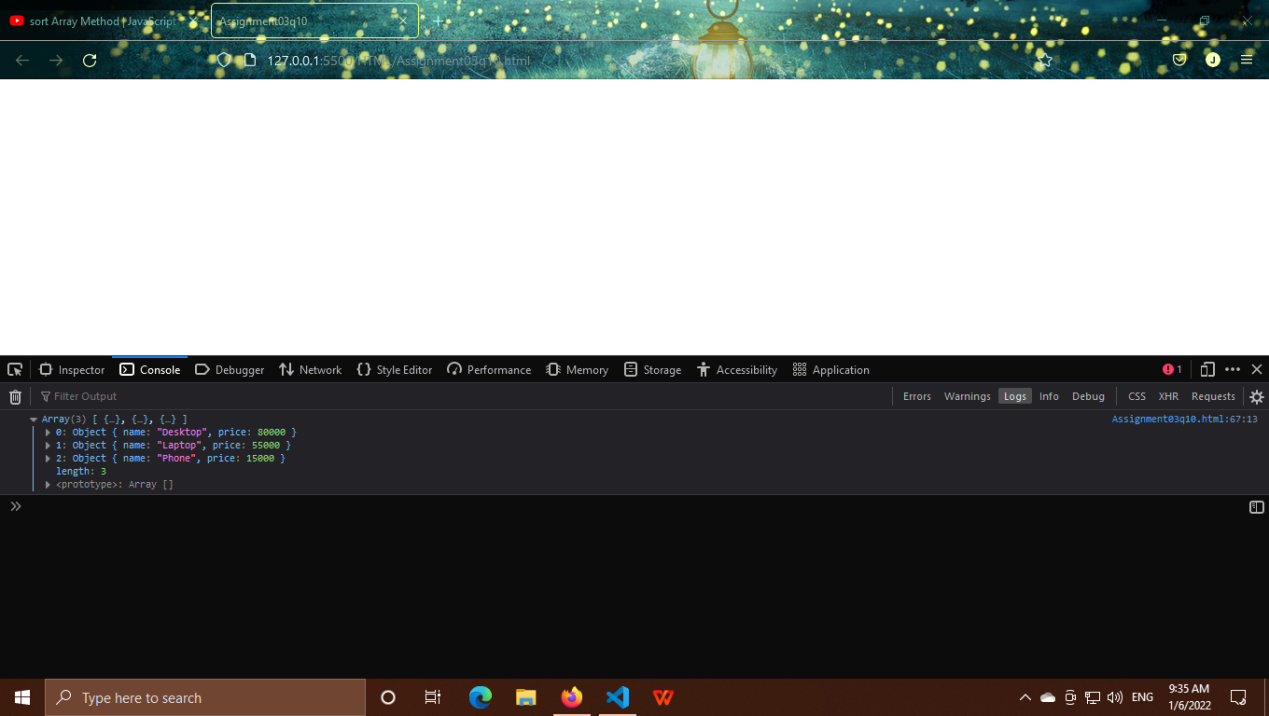 sort Array Method | JavaScript
Assignment03q10
127.0.0.1:5500/HTML/Assignment03q10.html
J
Inspector Console Debugger Network Style Editor Performance Memory Storage Accessibility Application 1
Filter Output Errors Warnings Logs Info Debug CSS XHR Requests
Array(3) [ {…}, {…}, {…} ] Assignment03q10.html:67:13
0: Object { name: "Desktop", price: 80000 }
1: Object { name: "Laptop", price: 55000 }
2: Object { name: "Phone", price: 15000 }
length: 3
<prototype>: Array []
Type here to search
ENG
9:35 AM
1/6/2022